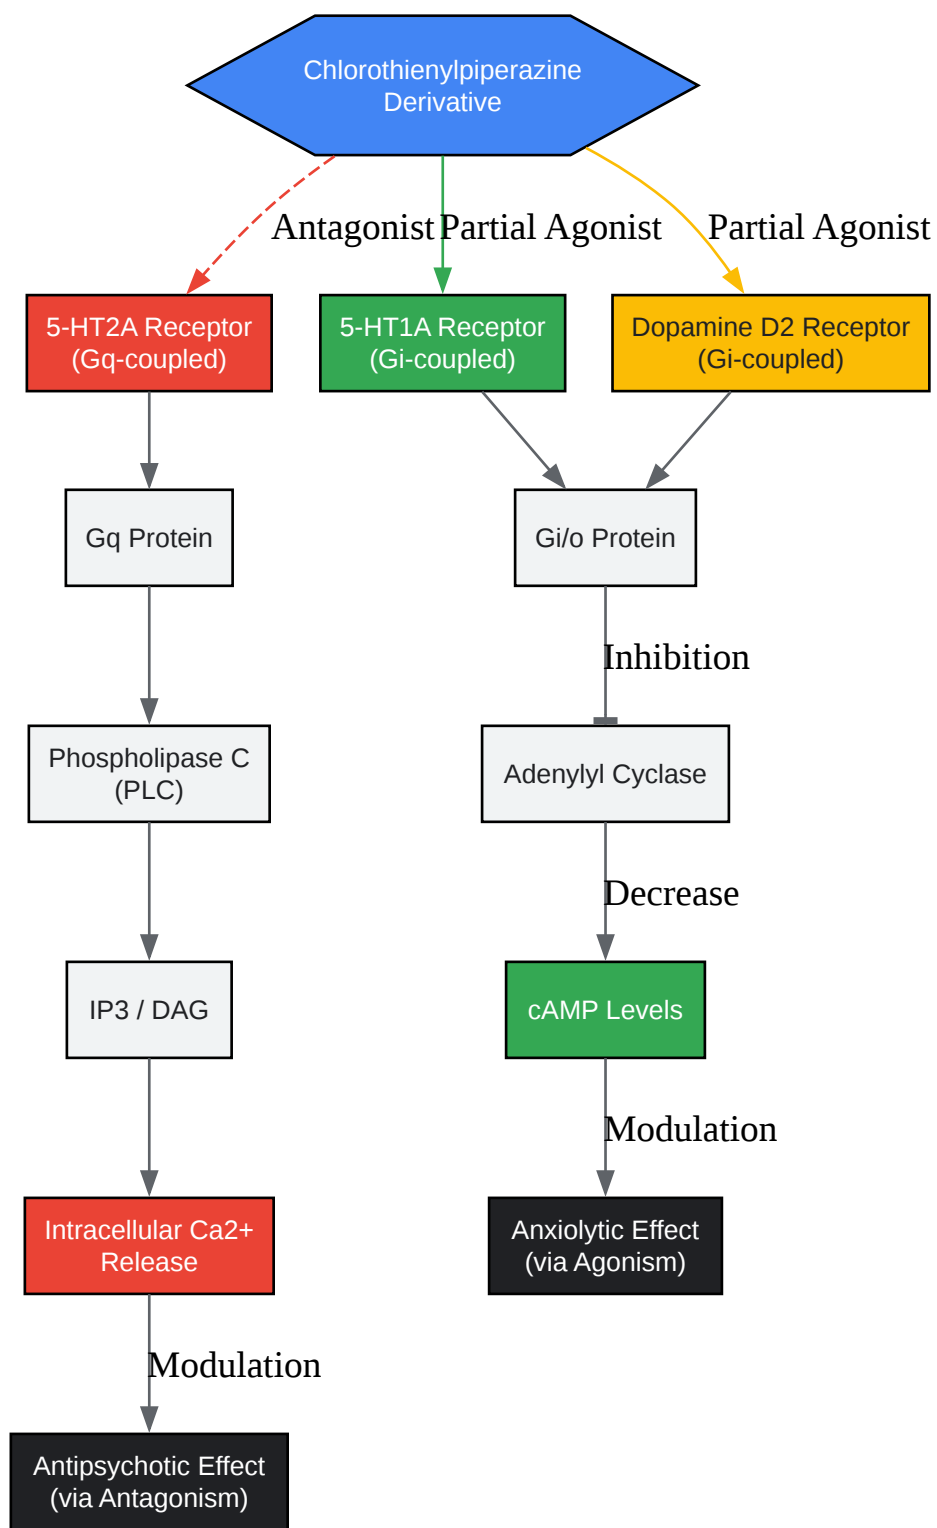 Chlorothienylpiperazine
Derivative
Antagonist
Partial Agonist
Partial Agonist
5-HT2A Receptor
(Gq-coupled)
5-HT1A Receptor
(Gi-coupled)
Dopamine D2 Receptor
(Gi-coupled)
Gq Protein
Gi/o Protein
Inhibition
Phospholipase C
(PLC)
Adenylyl Cyclase
Decrease
IP3 / DAG
cAMP Levels
Modulation
Intracellular Ca2+
Release
Anxiolytic Effect
(via Agonism)
Modulation
Antipsychotic Effect
(via Antagonism)